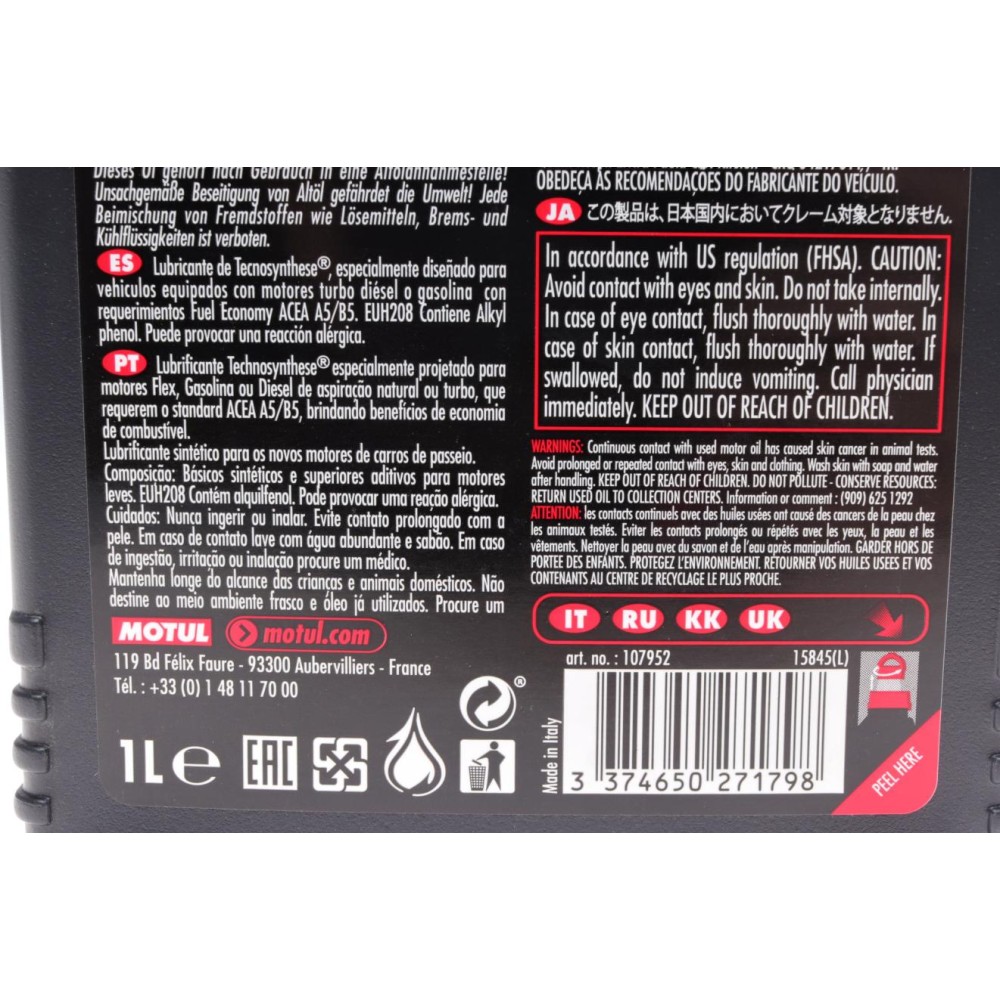 Dieses Öl gehört nach Gebrauch in eine Altölannahmestelle!
Unsachgemäße Beseitigung von Altöl gefährdet die Umwelt! Jede
Beimischung von Fremdstoffen wie Lösemitteln, Brems- und
Kühlflüssigkeiten ist verboten.
ES Lubricante de Tecnosynthese®, especialmente diseñado para
vehiculos equipados con motores turbo diésel o gasolina con
requerimientos Fuel Economy ACEA A5/B5. EUH208 Contiene Alkyl
phenol. Puede provocar una reacción alérgica.
PT Lubrificante Technosynthese® especialmente projetado para
motores Flex, Gasolina ou Diesel de aspiração natural ou turbo, que
requerem o standard ACEA A5/B5, brindando benefícios de economia
de combustível.
Lubrificante sintético para os novos motores de carros de passeio.
Composição: Básicos sintéticos e superiores aditivos para motores
leves. EUH208 Contém alquilfenol. Pode provocar uma reação alérgica.
Cuidados: Nunca ingerir ou inalar. Evite contato prolongado com a
pele. Em caso de contato lave com água abundante e sabão. Em caso
de ingestão, irritação ou inalação procure um médico.
Mantenha longe do alcance das crianças e animais domésticos. Não
destine ao meio ambiente frasco e óleo já utilizados. Procure um
MOTUL motul.com
119 Bd Félix Faure - 93300 Aubervilliers - France
Tél. : +33 (0) 1 48 11 70 00
1L e EAC
®
OBEDEÇA ÀS RECOMENDAÇÕES DO FABRICANTE DO VEÍCULO.
JA この製品は、日本国内においてクレーム対象となりません.
In accordance with US regulation (FHSA). CAUTION:
Avoid contact with eyes and skin. Do not take internally.
In case of eye contact, flush thoroughly with water. In
case of skin contact, flush thoroughly with water. If
swallowed, do not induce vomiting. Call physician
immediately. KEEP OUT OF REACH OF CHILDREN.
WARNINGS: Continuous contact with used motor oil has caused skin cancer in animal tests.
Avoid prolonged or repeated contact with eyes, skin and clothing. Wash skin with soap and water
after handling. KEEP OUT OF REACH OF CHILDREN. DO NOT POLLUTE - CONSERVE RESOURCES:
RETURN USED OIL TO COLLECTION CENTERS. Information or comment : (909) 625 1292
ATTENTION: les contacts continuels avec des huiles usées ont causé des cancers de la peau chez
les animaux testés. Eviter les contacts prolongés ou répétés avec les yeux, la peau et les
vêtements. Nettoyer la peau avec du savon et de l'eau après manipulation. GARDER HORS DE
PORTEE DES ENFANTS. PROTEGEZ L'ENVIRONNEMENT. RETOURNER VOS HUILES USEES ET VOS
CONTENANTS AU CENTRE DE RECYCLAGE LE PLUS PROCHE.
IT RU KK UK
art. no. : 107952 15845(L)
Made in Italy
3 374650 271798
PEEL HERE